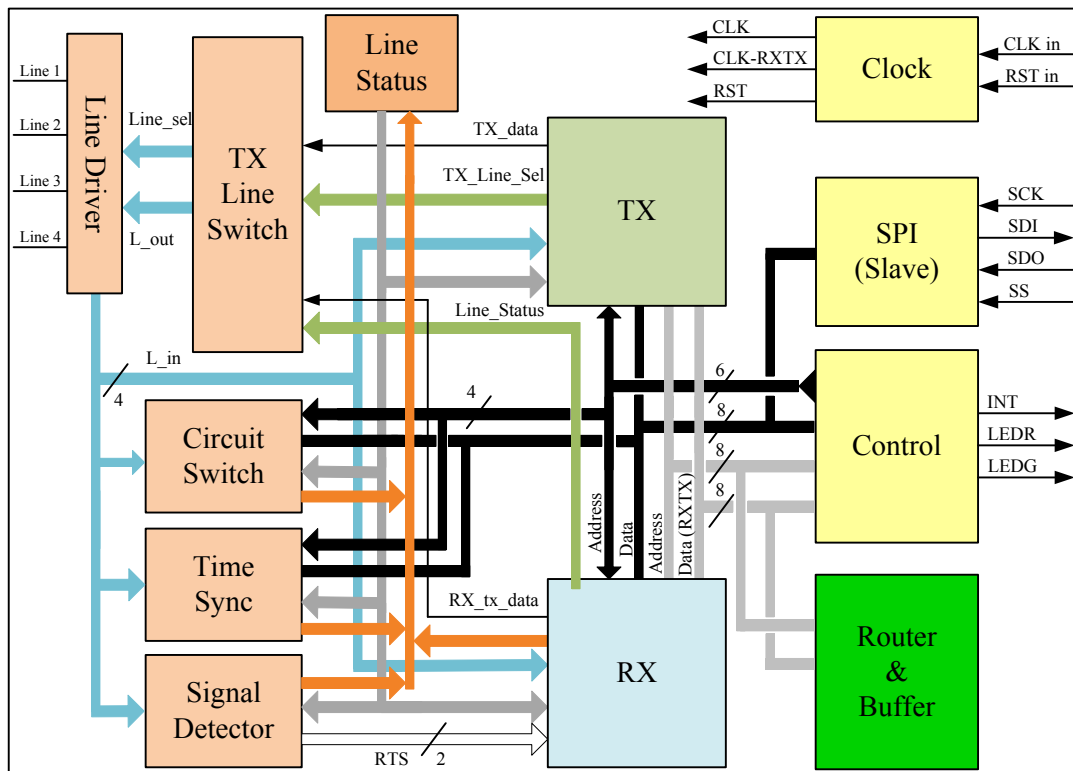 Line 1
Line 2
Line 3
Line 4
Line Driver
Line_sel
L_out
TX
Line
Switch
Line
Status
TX_data
TX_Line_Sel
Line_Status
TX
CLK
CLK-RXTX
RST
Clock
CLK in
RST in
SPI
(Slave)
SCK
SDI
SDO
SS
L_in
4
4
6
8
8
8
Control
INT
LEDR
LEDG
Circuit
Switch
Time
Sync
Signal
Detector
Address
Data
Address
Data (RXTX)
RX_tx_data
RX
RTS
2
Router
&
Buffer